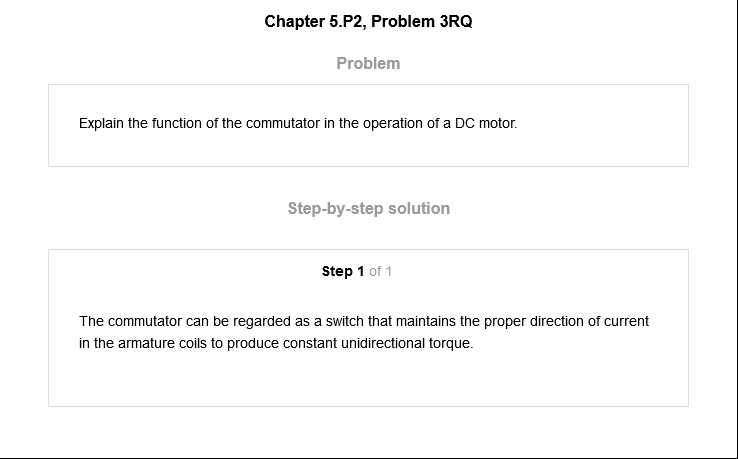 Chapter 5.P2, Problem 3RQ
Problem
Explain the function of the commutator in the operation of a DC motor.
Step-by-step solution
Step 1 of 1
The commutator can be regarded as a switch that maintains the proper direction of current
in the armature coils to produce constant unidirectional torque.